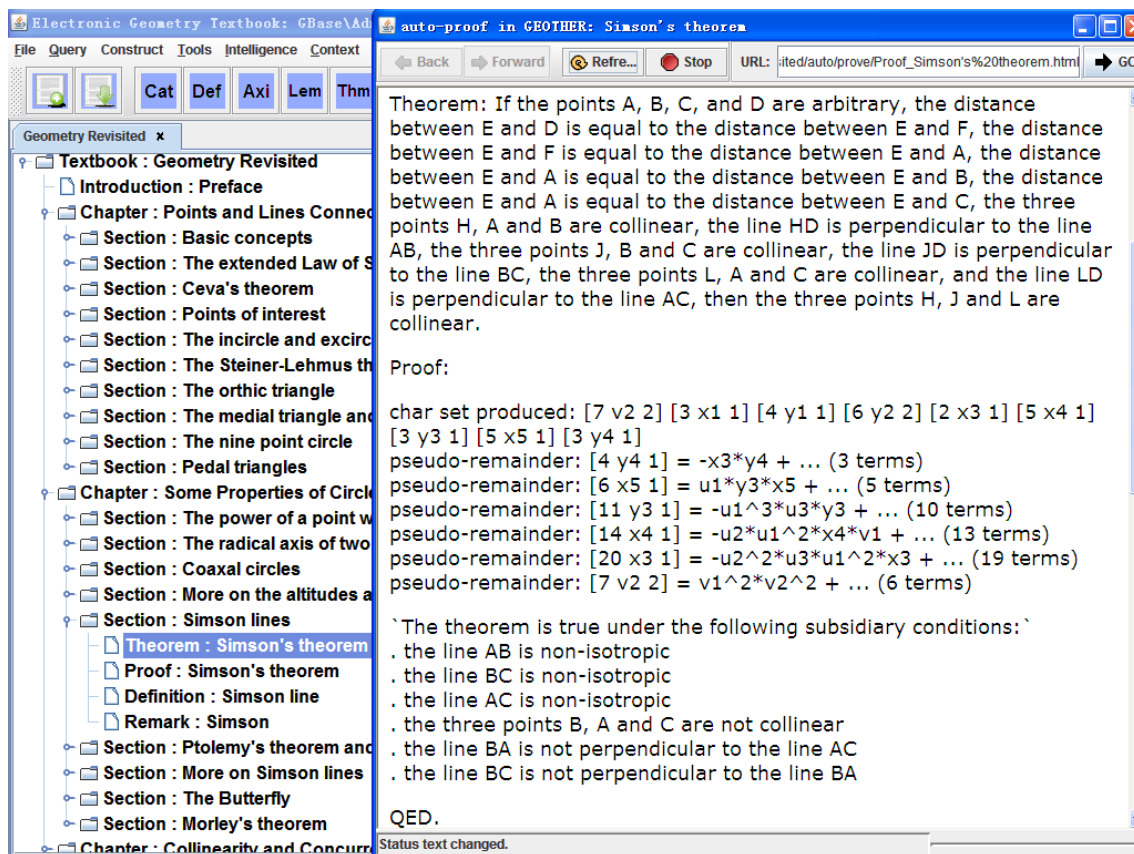 Electronic Geometry Textbook: GBase\Ad
File Query Construct Tools Intelligence Context
Cat Def Axi Lem Thm
Geometry Revisited x
Textbook : Geometry Revisited
Introduction : Preface
Chapter : Points and Lines Connec
Section : Basic concepts
Section : The extended Law of S
Section : Ceva's theorem
Section : Points of interest
Section : The incircle and excirc
Section : The Steiner-Lehmus th
Section : The orthic triangle
Section : The medial triangle and
Section : The nine point circle
Section : Pedal triangles
Chapter : Some Properties of Circle
Section : The power of a point w
Section : The radical axis of two
Section : Coaxal circles
Section : More on the altitudes a
Section : Simson lines
Theorem : Simson's theorem
Proof : Simson's theorem
Definition : Simson line
Remark : Simson
Section : Ptolemy's theorem and
Section : More on Simson lines
Section : The Butterfly
Section : Morley's theorem
Chapter : Collinearity and Concurre
auto-proof in GEOTHER: Simson's theorem
Back Forward Refre... Stop URL: sited/auto/prove/Proof_Simson's%20theorem.html GO
Theorem: If the points A, B, C, and D are arbitrary, the distance
between E and D is equal to the distance between E and F, the distance
between E and F is equal to the distance between E and A, the distance
between E and A is equal to the distance between E and B, the distance
between E and A is equal to the distance between E and C, the three
points H, A and B are collinear, the line HD is perpendicular to the line
AB, the three points J, B and C are collinear, the line JD is perpendicular
to the line BC, the three points L, A and C are collinear, and the line LD
is perpendicular to the line AC, then the three points H, J and L are
collinear.
Proof:
char set produced: [7 v2 2] [3 x1 1] [4 y1 1] [6 y2 2] [2 x3 1] [5 x4 1]
[3 y3 1] [5 x5 1] [3 y4 1]
pseudo-remainder: [4 y4 1] = -x3*y4 + ... (3 terms)
pseudo-remainder: [6 x5 1] = u1*y3*x5 + ... (5 terms)
pseudo-remainder: [11 y3 1] = -u1^3*u3*y3 + ... (10 terms)
pseudo-remainder: [14 x4 1] = -u2*u1^2*x4*v1 + ... (13 terms)
pseudo-remainder: [20 x3 1] = -u2^2*u3*u1^2*x3 + ... (19 terms)
pseudo-remainder: [7 v2 2] = v1^2*v2^2 + ... (6 terms)
`The theorem is true under the following subsidiary conditions:`
. the line AB is non-isotropic
. the line BC is non-isotropic
. the line AC is non-isotropic
. the three points B, A and C are not collinear
. the line BA is not perpendicular to the line AC
. the line BC is not perpendicular to the line BA
QED.
Status text changed.